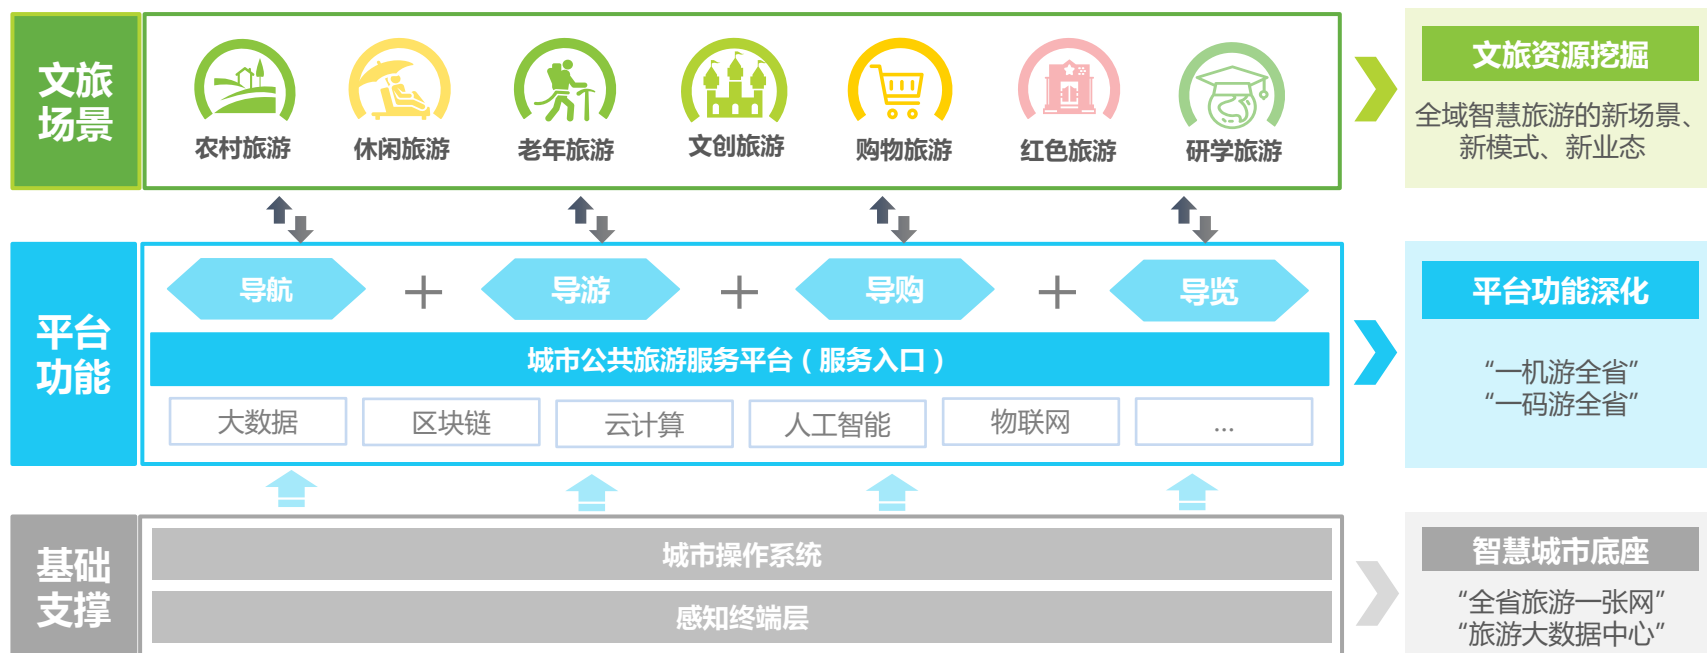 文旅
场景
农村旅游
休闲旅游
老年旅游
文创旅游
购物旅游
红色旅游
研学旅游
文旅资源挖掘
全域智慧旅游的新场景、
新模式、新业态
平台
功能
导航
+
导游
+
导购
+
导览
城市公共旅游服务平台（服务入口）
大数据
区块链
云计算
人工智能
物联网
...
平台功能深化
“一机游全省”
“一码游全省”
基础
支撑
城市操作系统
感知终端层
智慧城市底座
“全省旅游一张网”
“旅游大数据中心”